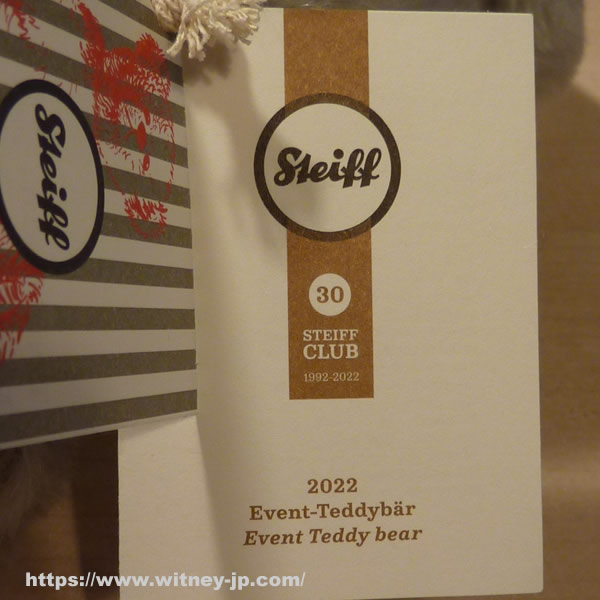 Steiff
Steiff
30
STEIFF
CLUB
1992-2022
2022
Event-Teddybär
Event Teddy bear
https://www.witney-jp.com/